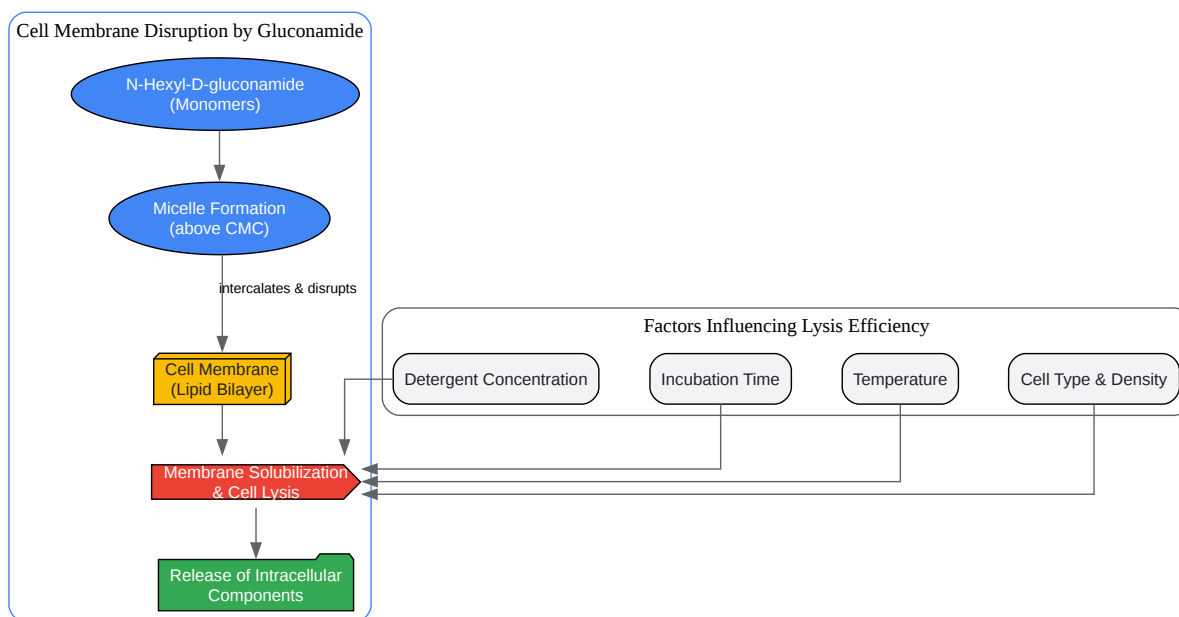 Cell Membrane Disruption by Gluconamide
N-Hexyl-D-gluconamide
(Monomers)
Micelle Formation
(above CMC)
intercalates & disrupts
Cell Membrane
(Lipid Bilayer)
Membrane Solubilization
& Cell Lysis
Release of Intracellular
Components
Factors Influencing Lysis Efficiency
Detergent Concentration
Incubation Time
Temperature
Cell Type & Density